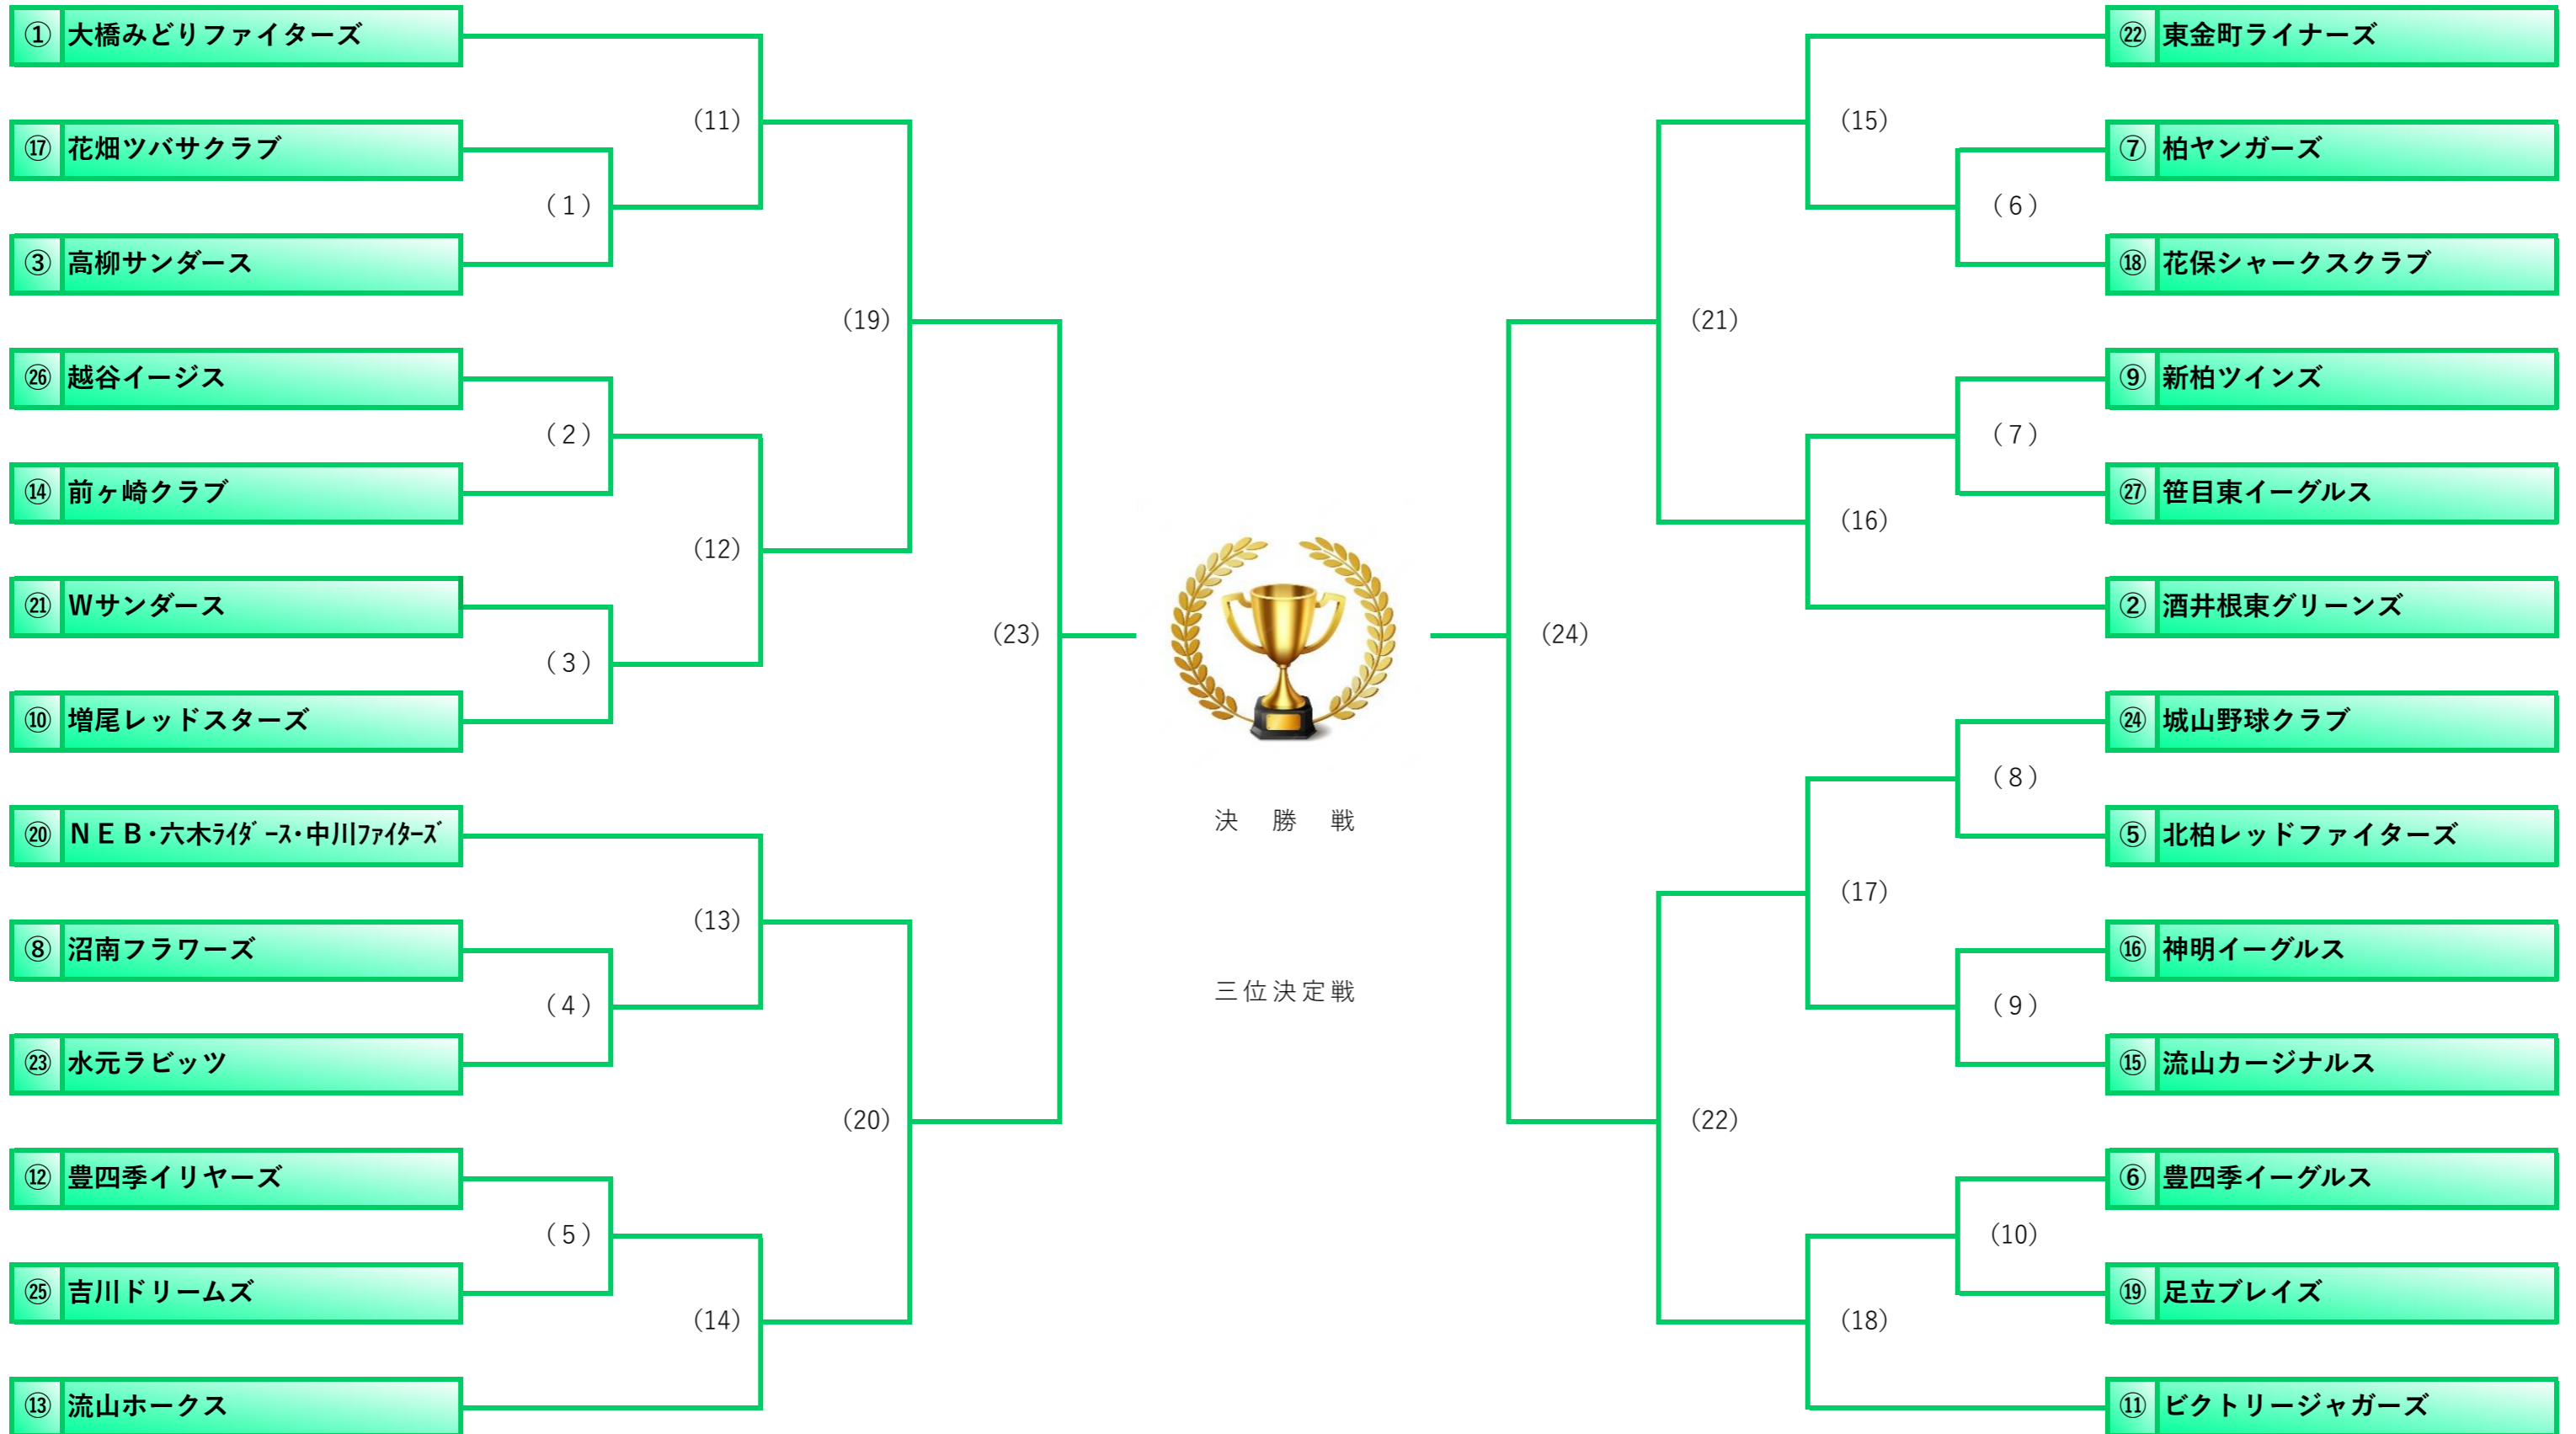 ① 大橋みどりファイターズ
⑰ 花畑ツバサクラブ
③ 高柳サンダース
㉖ 越谷イージス
⑭ 前ヶ崎クラブ
㉑ Wサンダース
⑩ 増尾レッドスターズ
⑳ ＮＥＢ･六木ﾗｲﾀﾞｰｽ･中川ﾌｧｲﾀｰｽﾞ
⑧ 沼南フラワーズ
㉓ 水元ラビッツ
⑫ 豊四季イリヤーズ
㉕ 吉川ドリームズ
⑬ 流山ホークス
(11)
(1)
(19)
(2)
(12)
(3)
(23)
(13)
(4)
(20)
(5)
(14)
決 勝 戦
三位決定戦
(15)
(6)
(21)
(7)
(16)
(24)
(8)
(17)
(9)
(22)
(10)
(18)
㉒ 東金町ライナーズ
⑦ 柏ヤンガーズ
⑱ 花保シャークスクラブ
⑨ 新柏ツインズ
㉗ 笹目東イーグルス
② 酒井根東グリーンズ
㉔ 城山野球クラブ
⑤ 北柏レッドファイターズ
⑯ 神明イーグルス
⑮ 流山カージナルス
⑥ 豊四季イーグルス
⑲ 足立ブレイズ
⑪ ビクトリージャガーズ